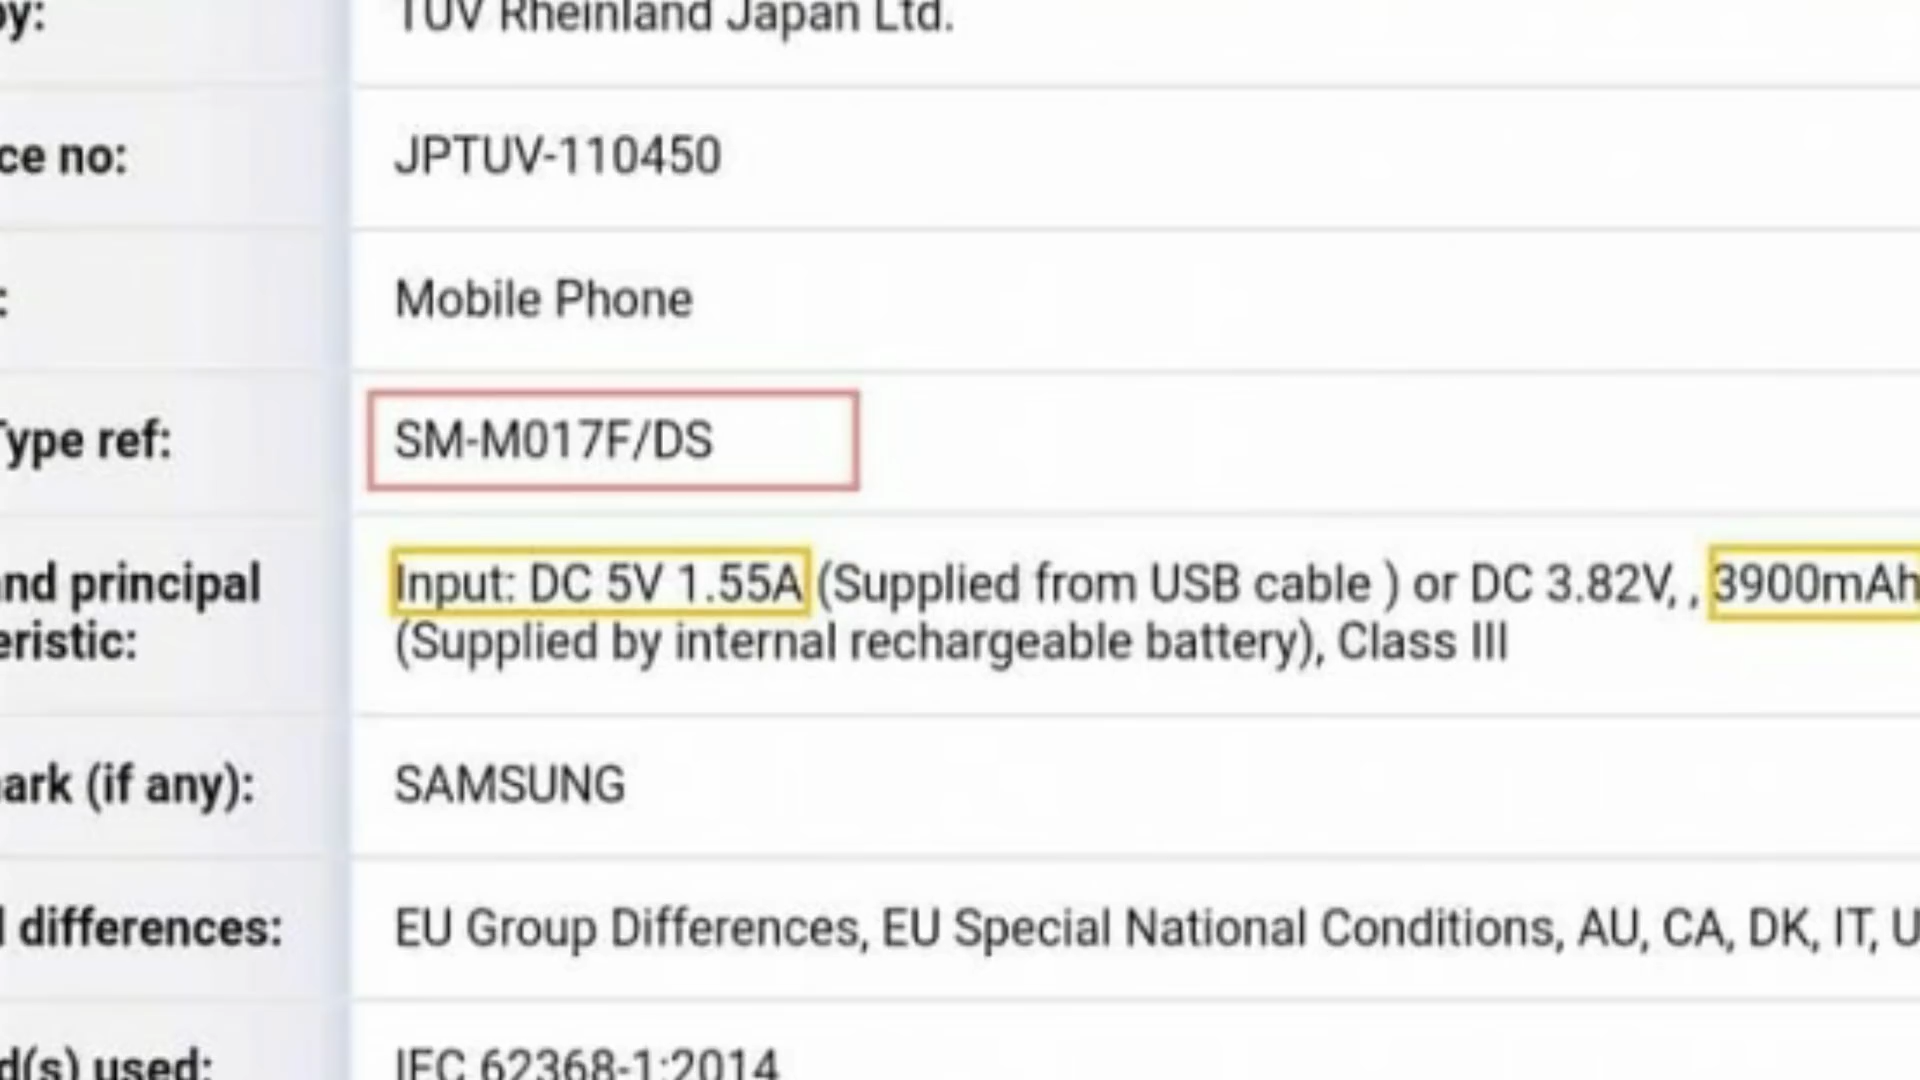 by:
TUV Rheinland Japan Ltd.
ce no:
JPTUV-110450
:
Mobile Phone
Type ref:
SM-M017F/DS
nd principal
eristic:
Input: DC 5V 1.55A (Supplied from USB cable ) or DC 3.82V, , 3900mAh
(Supplied by internal rechargeable battery), Class III
ark (if any):
SAMSUNG
l differences:
EU Group Differences, EU Special National Conditions, AU, CA, DK, IT, U
d(s) used:
IEC 62368-1:2014